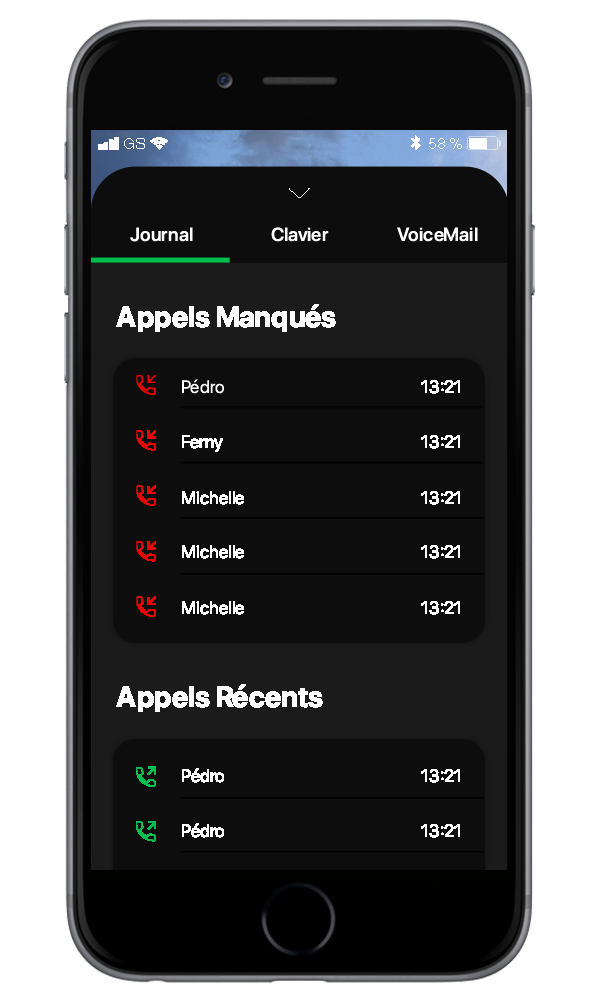 GS 58 %
Journal Clavier VoiceMail
Appels Manqués
Pédro 13:21
Femy 13:21
Michelle 13:21
Michelle 13:21
Michelle 13:21
Appels Récents
Pédro 13:21
Pédro 13:21